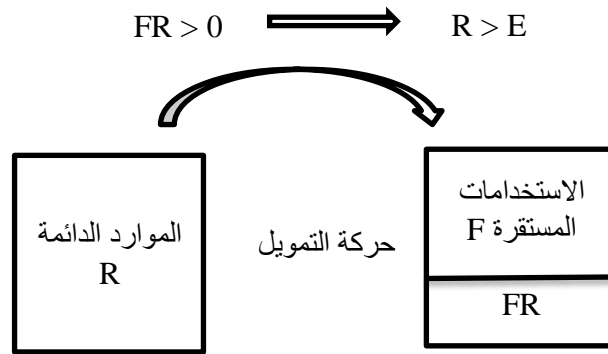 FR > 0
R > E
الموارد الدائمة
R
حركة التمويل
الاستخدامات
المستقرة F
FR